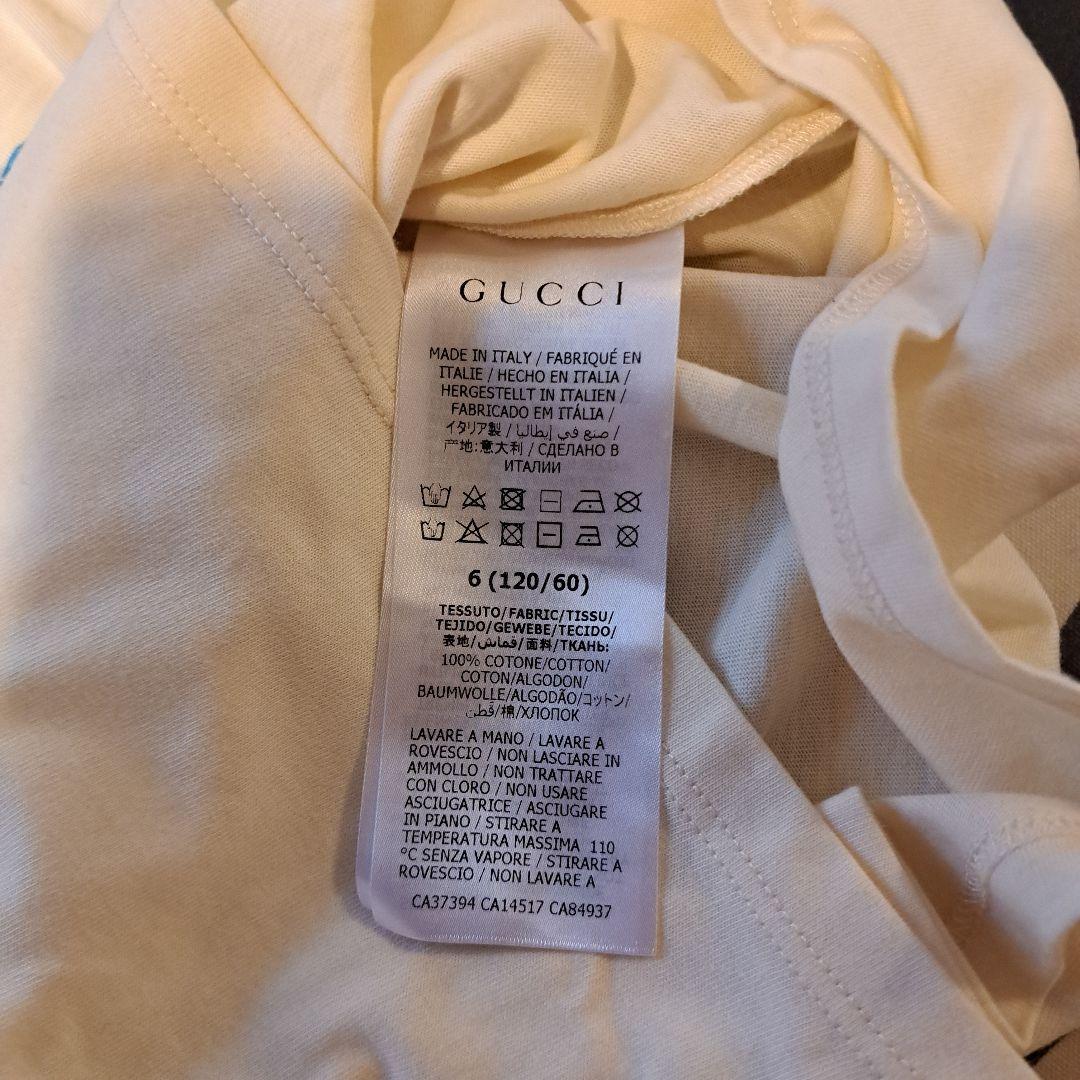 GUCCI
MADE IN ITALY / FABRIQUÉ EN
ITALIE / HECHO EN ITALIA /
HERGESTELLT IN ITALIEN /
FABRICADO EM ITÁLIA /
イタリア製 / صنع في إيطاليا /
产地:意大利 / СДЕЛАНО В
ИТАЛИИ
6 (120/60)
TESSUTO/FABRIC/TISSU/
TEJIDO/GEWEBE/TECIDO/
表地/قماش/面料/ТКАНЬ:
100% COTONE/COTTON/
COTON/ALGODON/
BAUMWOLLE/ALGODÃO/コットン/
قطن/棉/ХЛОПОК
LAVARE A MANO / LAVARE A
ROVESCIO / NON LASCIARE IN
AMMOLLO / NON TRATTARE
CON CLORO / NON USARE
ASCIUGATRICE / ASCIUGARE
IN PIANO / STIRARE A
TEMPERATURA MASSIMA 110
°C SENZA VAPORE / STIRARE A
ROVESCIO / NON LAVARE A
CA37394 CA14517 CA84937